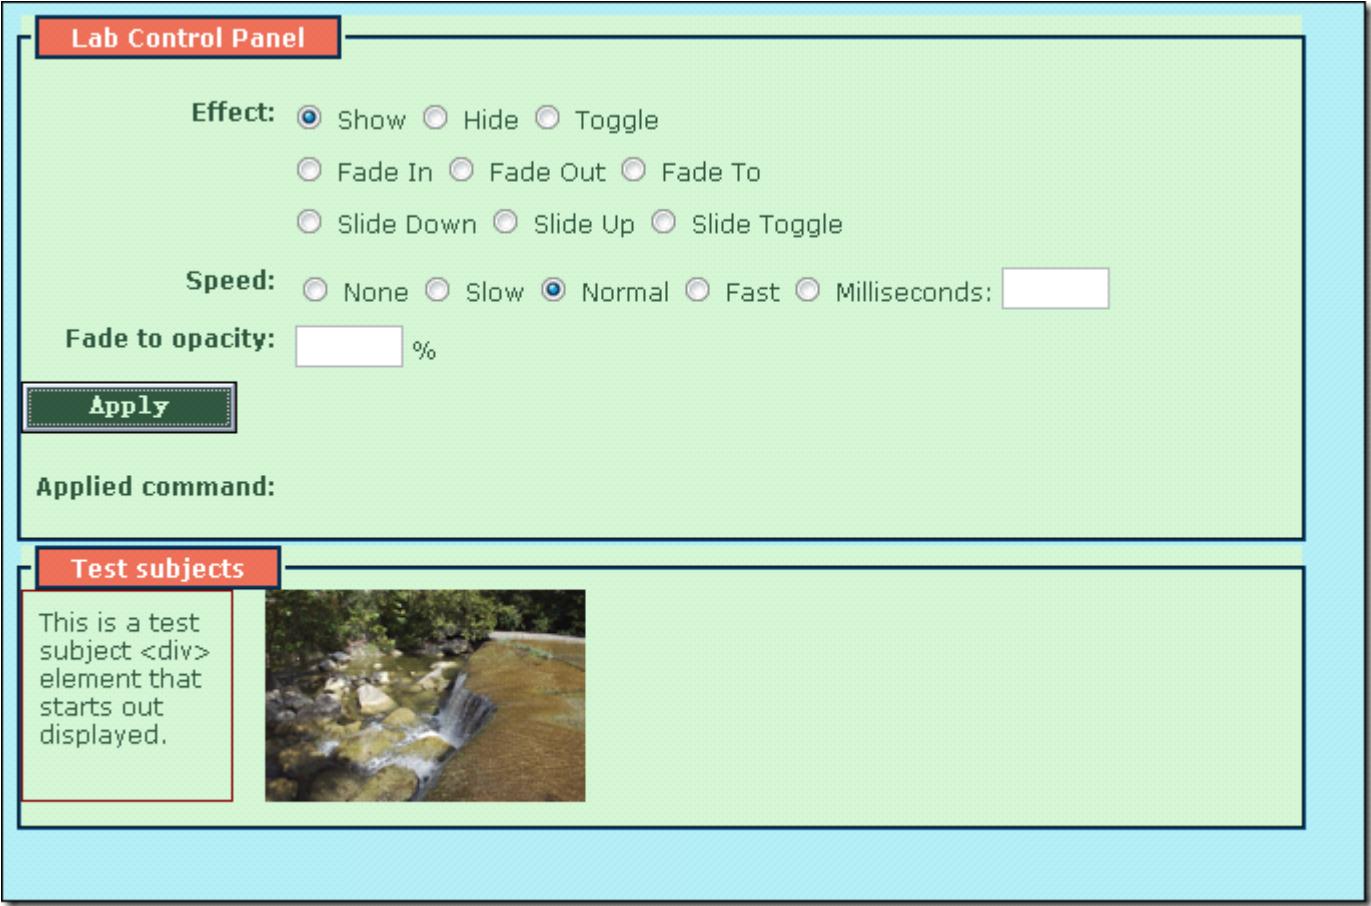 Lab Control Panel
Effect: Show Hide Toggle
Fade In Fade Out Fade To
Slide Down Slide Up Slide Toggle
Speed: None Slow Normal Fast Milliseconds:
Fade to opacity: %
Apply
Applied command:
Test subjects
This is a test
subject <div>
element that
starts out
displayed.